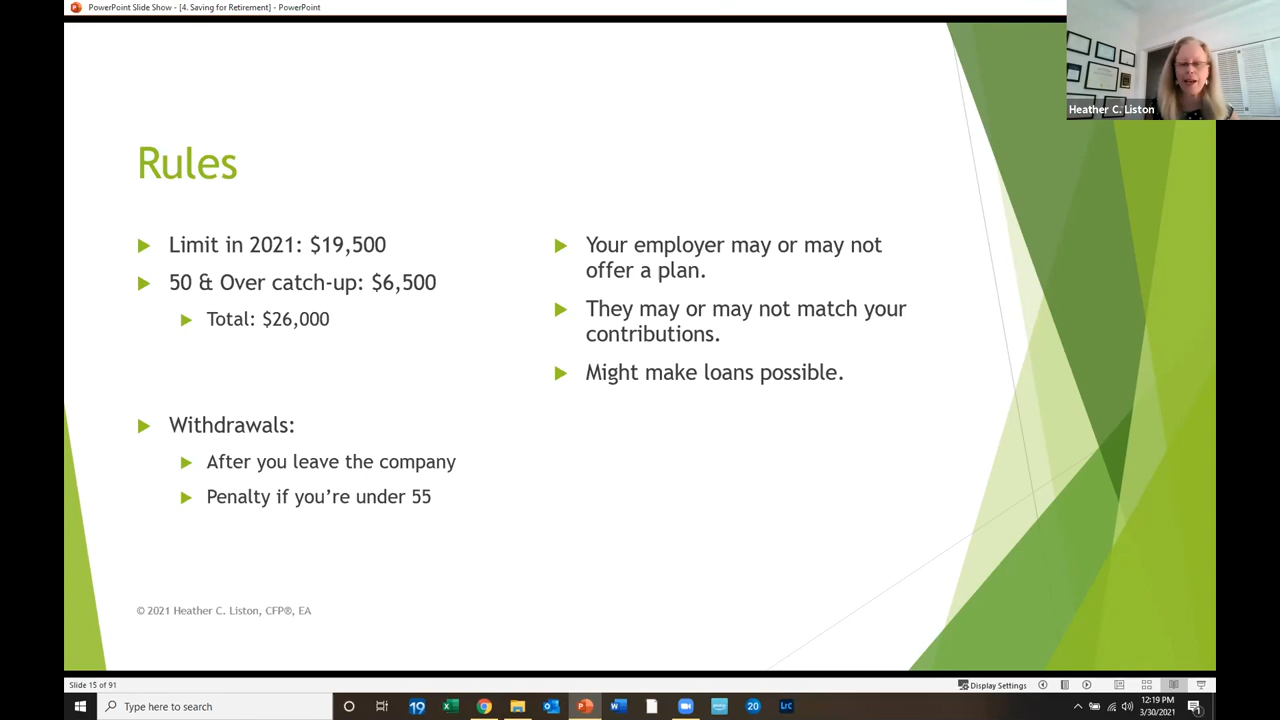 PowerPoint Slide Show - [4. Saving for Retirement] - PowerPoint
Heather C. Liston
Rules
Limit in 2021: $19,500
50 & Over catch-up: $6,500
Total: $26,000
Withdrawals:
After you leave the company
Penalty if you're under 55
Your employer may or may not
offer a plan.
They may or may not match your
contributions.
Might make loans possible.
© 2021 Heather C. Liston, CFP®, EA
Slide 15 of 91
Display Settings
Type here to search
19
20
LrC
12:19 PM
3/30/2021